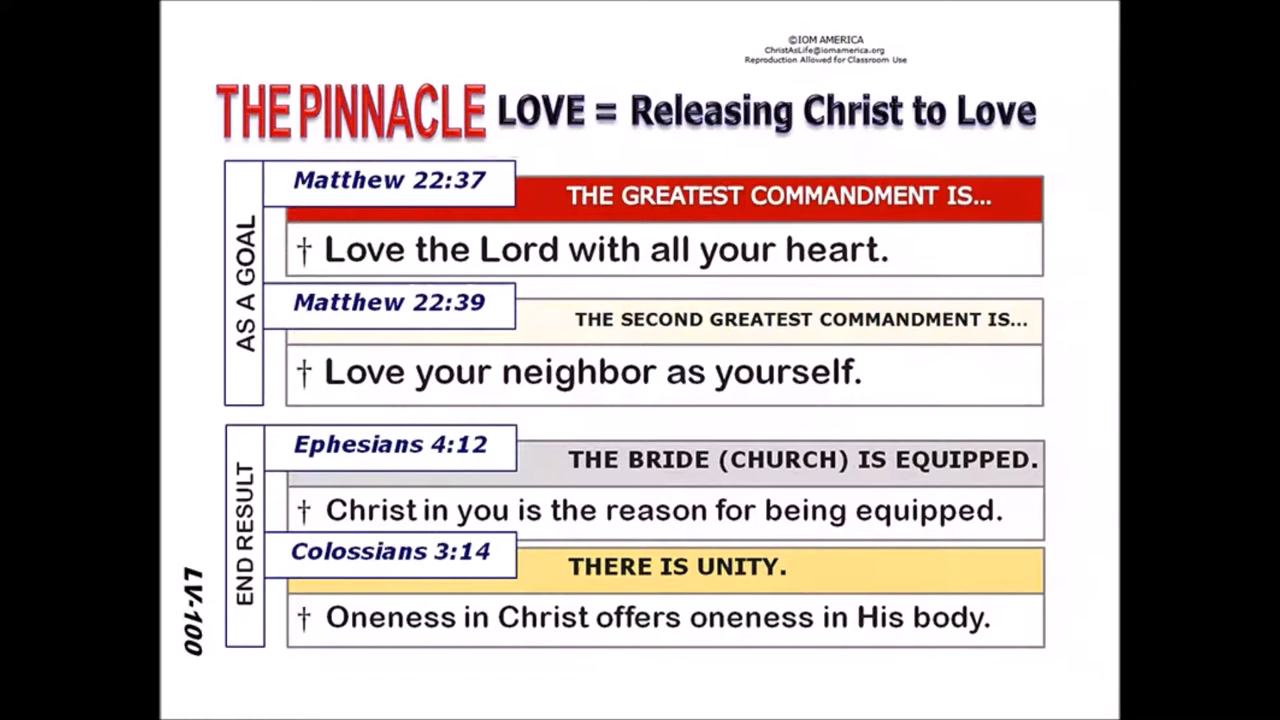 ©IOM AMERICA
ChristAsLife@iomamerica.org
Reproduction Allowed for Classroom Use
THE PINNACLE LOVE = Releasing Christ to Love
AS A GOAL
Matthew 22:37
THE GREATEST COMMANDMENT IS...
† Love the Lord with all your heart.
Matthew 22:39
THE SECOND GREATEST COMMANDMENT IS...
† Love your neighbor as yourself.
END RESULT
Ephesians 4:12
THE BRIDE (CHURCH) IS EQUIPPED.
† Christ in you is the reason for being equipped.
Colossians 3:14
THERE IS UNITY.
† Oneness in Christ offers oneness in His body.
LV-100